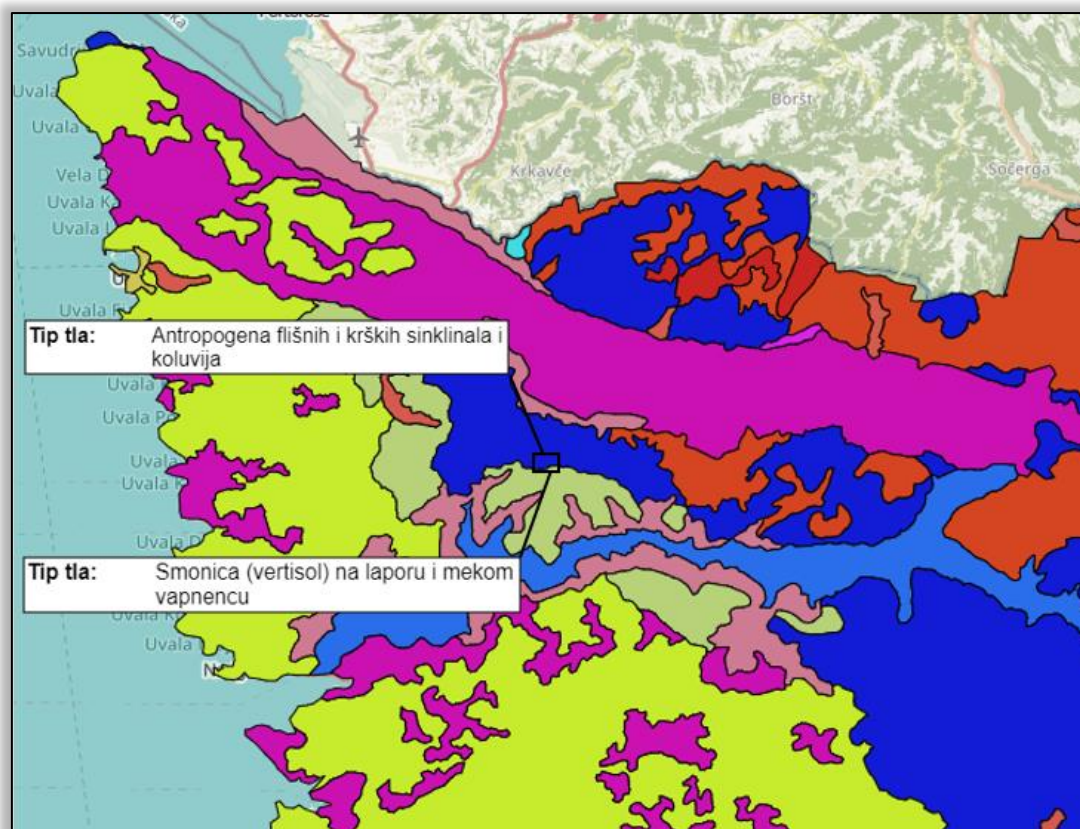 Savudri
Uvala
Uvala
Boršt
Krkavče
Sočerga
Vela D
Uvala K
Uvala
Uvala
Tip tla: Antropogena flišnih i krških sinklinala i
koluvija
Uvala
Uvala
Uvala
Uvala
Uvala D
Tip tla: Smonica (vertisol) na laporu i mekom
vapnencu
Uvala
Uvala